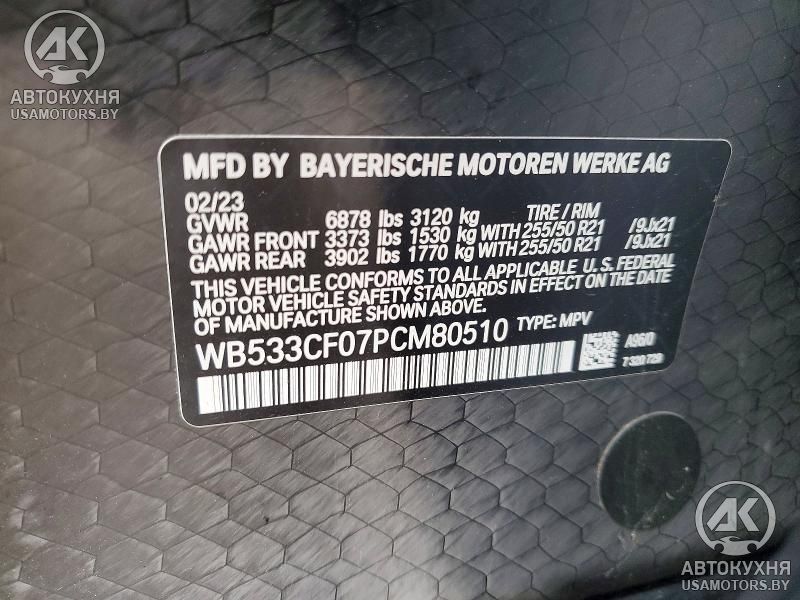 AK
АВТОКУХНЯ
USAMOTORS.BY
MFD BY BAYERISCHE MOTOREN WERKE AG
02/23
TIRE / RIM
GVWR 6878 lbs 3120 kg
GAWR FRONT 3373 lbs 1530 kg WITH 255/50 R21 /9Jx21
GAWR REAR 3902 lbs 1770 kg WITH 255/50 R21 /9Jx21
THIS VEHICLE CONFORMS TO ALL APPLICABLE U.S. FEDERAL
MOTOR VEHICLE SAFETY STANDARDS IN EFFECT ON THE DATE
OF MANUFACTURE SHOWN ABOVE.
WB533CF07PCM80510 TYPE: MPV
7320729
AK
АВТОКУХНЯ
USAMOTORS.BY